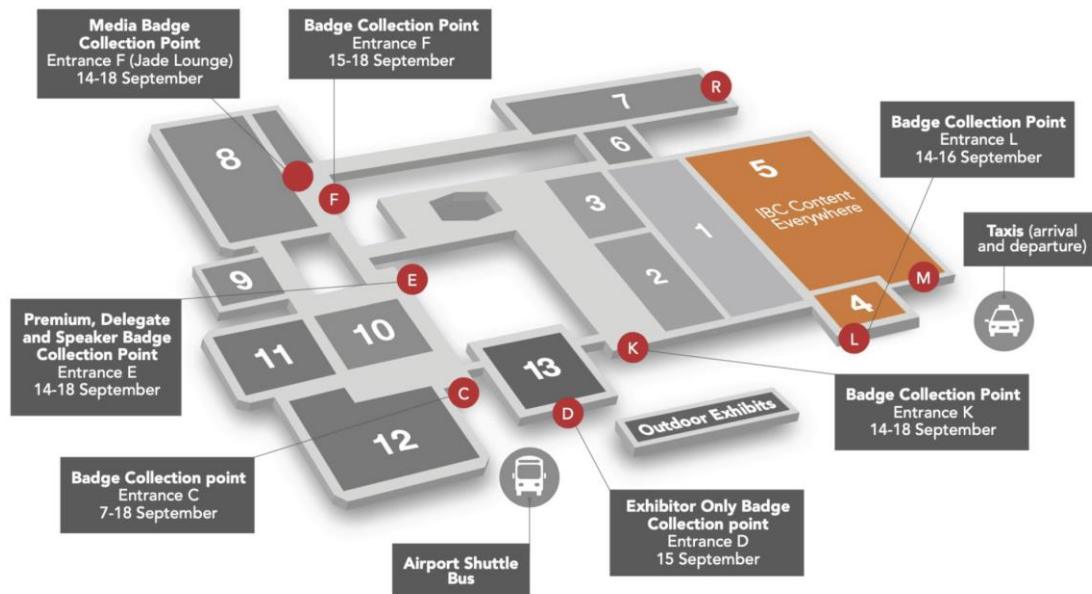 Media Badge
Collection Point
Entrance F (Jade Lounge)
14-18 September
Badge Collection Point
Entrance F
15-18 September
7
R
8
6
5
IBC Content
Everywhere
Badge Collection Point
Entrance L
14-16 September
F
3
1
Taxis (arrival
and departure)
9
E
2
M
4
L
Premium, Delegate
and Speaker Badge
Collection Point
Entrance E
14-18 September
10
11
13
K
C
D
12
Outdoor Exhibits
Badge Collection Point
Entrance K
14-18 September
Badge Collection point
Entrance C
7-18 September
Exhibitor Only Badge
Collection point
Entrance D
15 September
Airport Shuttle
Bus